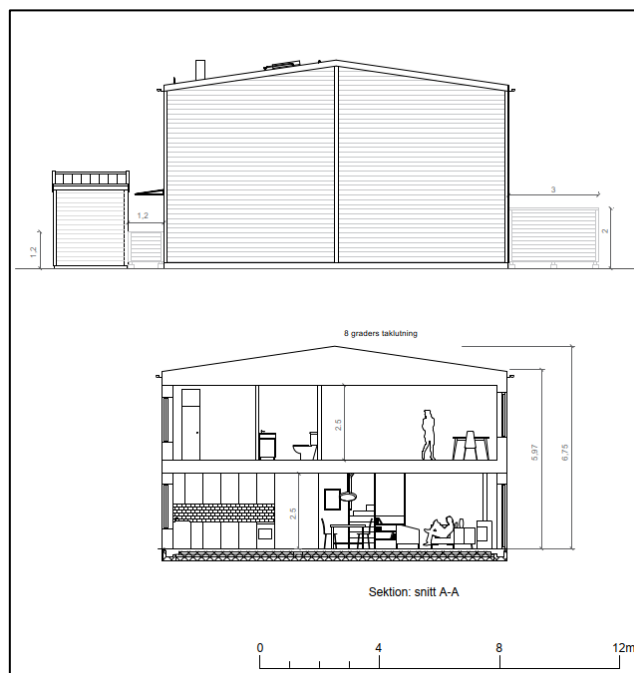 3
1,2
1,2
2
8 graders taklutning
2.5
5,97
6,75
2.5
Sektion: snitt A-A
0 4 8 12m